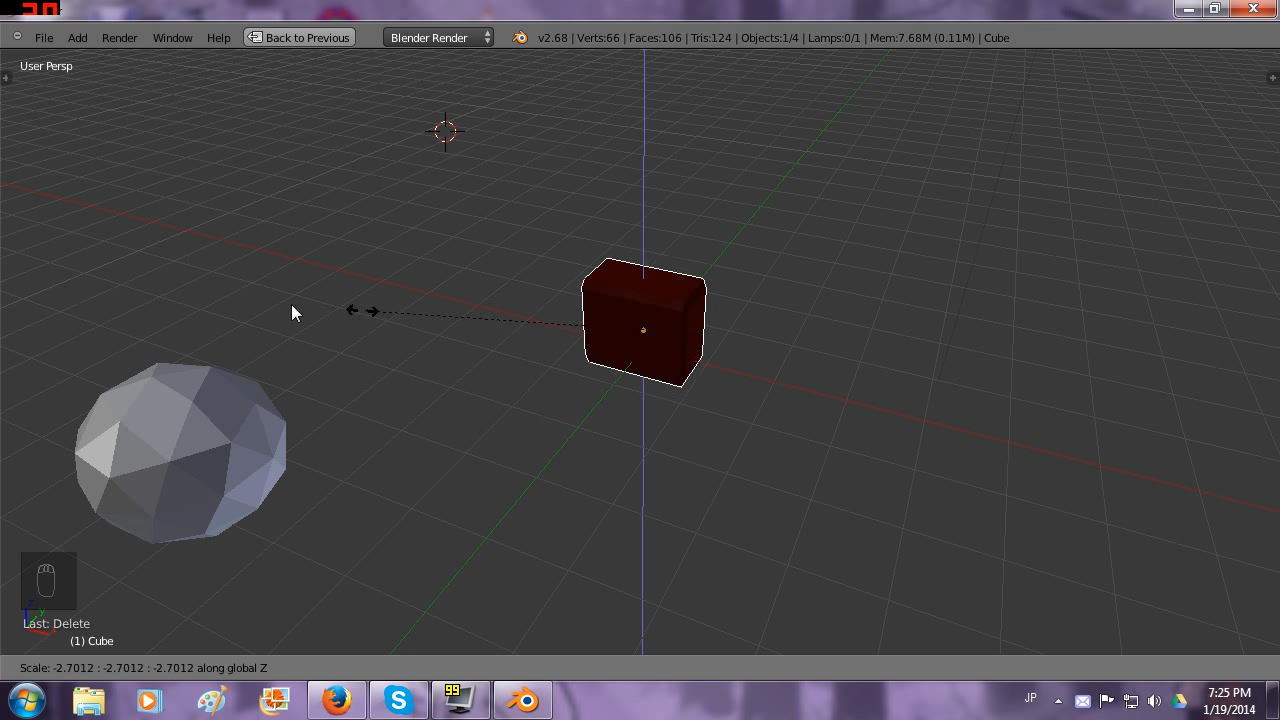 File Add Render Window Help Back to Previous Blender Render v2.68 | Verts:66 | Faces:106 | Tris:124 | Objects:1/4 | Lamps:0/1 | Mem:7.68M (0.11M) | Cube
User Persp
Last: Delete
(1) Cube
Scale: -2.7012 : -2.7012 : -2.7012 along global Z
99
JP
7:25 PM
1/19/2014